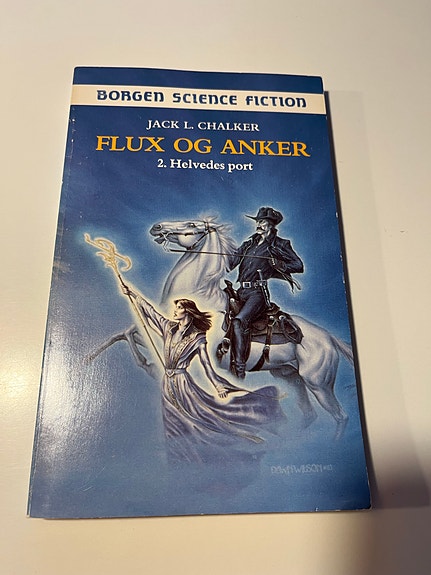 BORGEN SCIENCE FICTION
JACK L. CHALKER
FLUX OG ANKER
2. Helvedes port